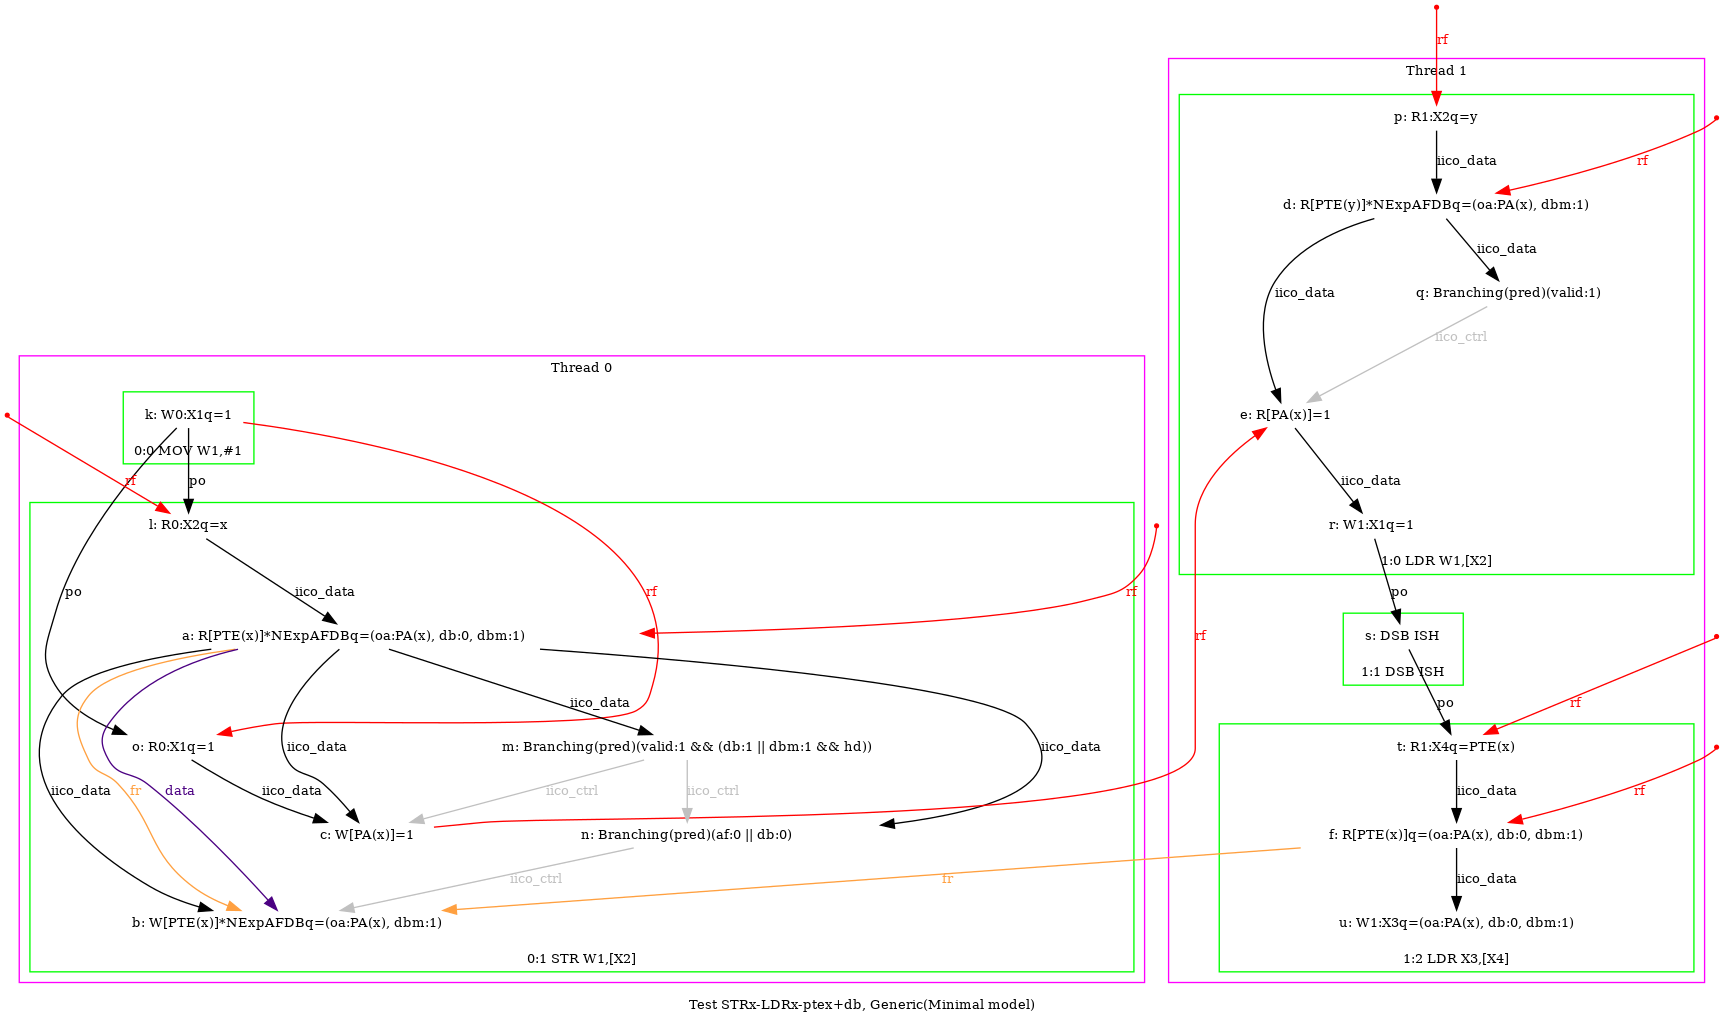 rf
Thread 1
p: R1:X2q=y
iico_data
rf
d: R[PTE(y)]*NExpAFDBq=(oa:PA(x), dbm:1)
iico_data
iico_data
q: Branching(pred)(valid:1)
iico_ctrl
Thread 0
k: W0:X1q=1
e: R[PA(x)]=1
0:0 MOV W1,#1
rf
po
iico_data
l: R0:X2q=x
r: W1:X1q=1
1:0 LDR W1,[X2]
po
iico_data
rf
rf
po
a: R[PTE(x)]*NExpAFDBq=(oa:PA(x), db:0, dbm:1)
rf
s: DSB ISH
1:1 DSB ISH
iico_data
po
rf
o: R0:X1q=1
iico_data
m: Branching(pred)(valid:1 && (db:1 || dbm:1 && hd))
iico_data
t: R1:X4q=PTE(x)
iico_data
fr
data
iico_data
iico_ctrl
iico_ctrl
iico_data
rf
c: W[PA(x)]=1
n: Branching(pred)(af:0 || db:0)
f: R[PTE(x)]q=(oa:PA(x), db:0, dbm:1)
iico_ctrl
fr
iico_data
b: W[PTE(x)]*NExpAFDBq=(oa:PA(x), dbm:1)
u: W1:X3q=(oa:PA(x), db:0, dbm:1)
0:1 STR W1,[X2]
1:2 LDR X3,[X4]
Test STRx-LDRx-ptex+db, Generic(Minimal model)